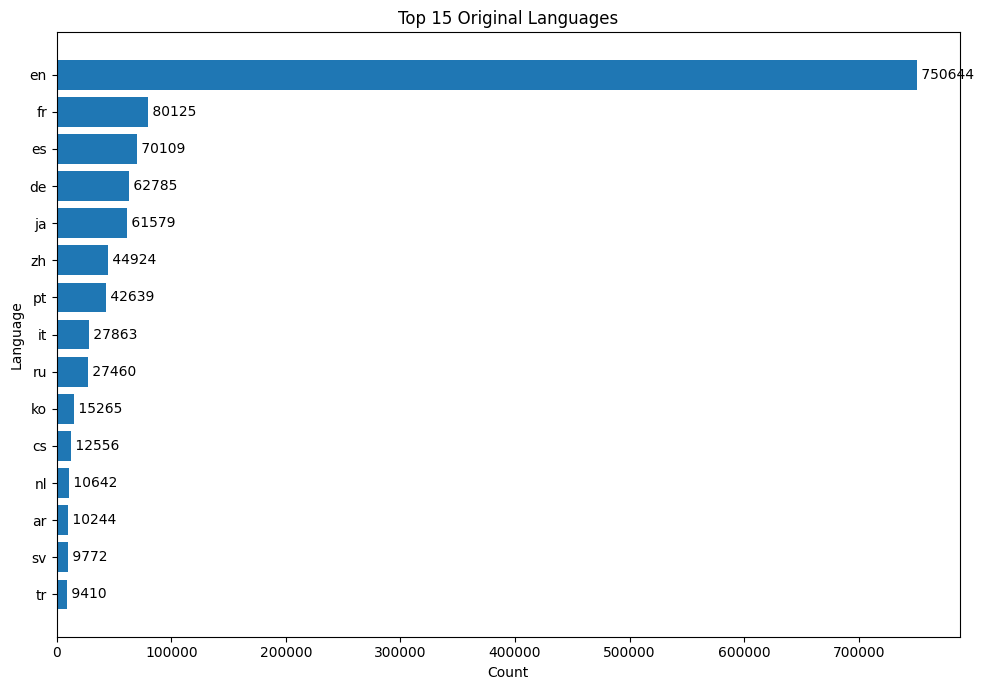 Top 15 Original Languages
Language
en 750644
fr 80125
es 70109
de 62785
ja 61579
zh 44924
pt 42639
it 27863
ru 27460
ko 15265
cs 12556
nl 10642
ar 10244
sv 9772
tr 9410
0 100000 200000 300000 400000 500000 600000 700000
Count